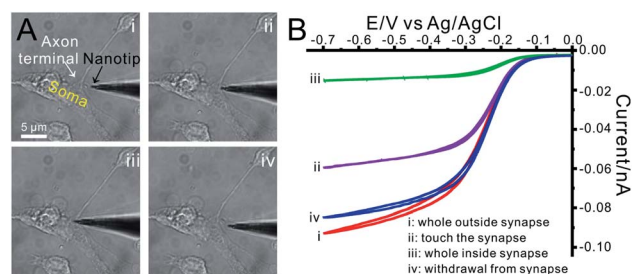 A
i
ii
Axon
terminal
Nanotip
Soma
5 μm
iii
iv
B
E/V vs Ag/AgCl
-0.7 -0.6 -0.5 -0.4 -0.3 -0.2 -0.1 0.0
0.00
-0.02
-0.04
-0.06
-0.08
-0.10
Current/nA
iii
ii
iv
i
i: whole outside synapse
ii: touch the synapse
iii: whole inside synapse
iv: withdrawal from synapse